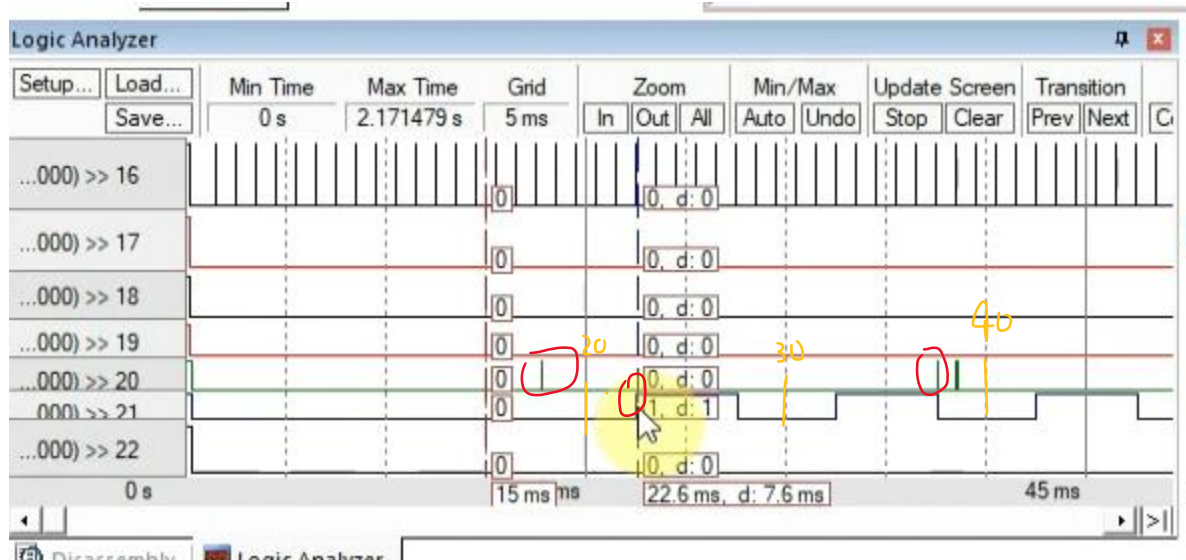 Logic Analyzer
Setup... Load... Min Time Max Time Grid Zoom Min/Max Update Screen Transition
Save... 0 s 2.171479 s 5 ms In Out All Auto Undo Stop Clear Prev Next
...000) >> 16
0 0, d: 0
...000) >> 17
0 0, d: 0
...000) >> 18
0 0, d: 0
40
...000) >> 19
0 20 0, d: 0 30
...000) >> 20
0 0, d: 0
...000) >> 21
0 1, d: 1
...000) >> 22
0 0, d: 0
0 s 15 ms ms 22.6 ms, d: 7.6 ms 45 ms
>|
Disassembly Logic Analyzer